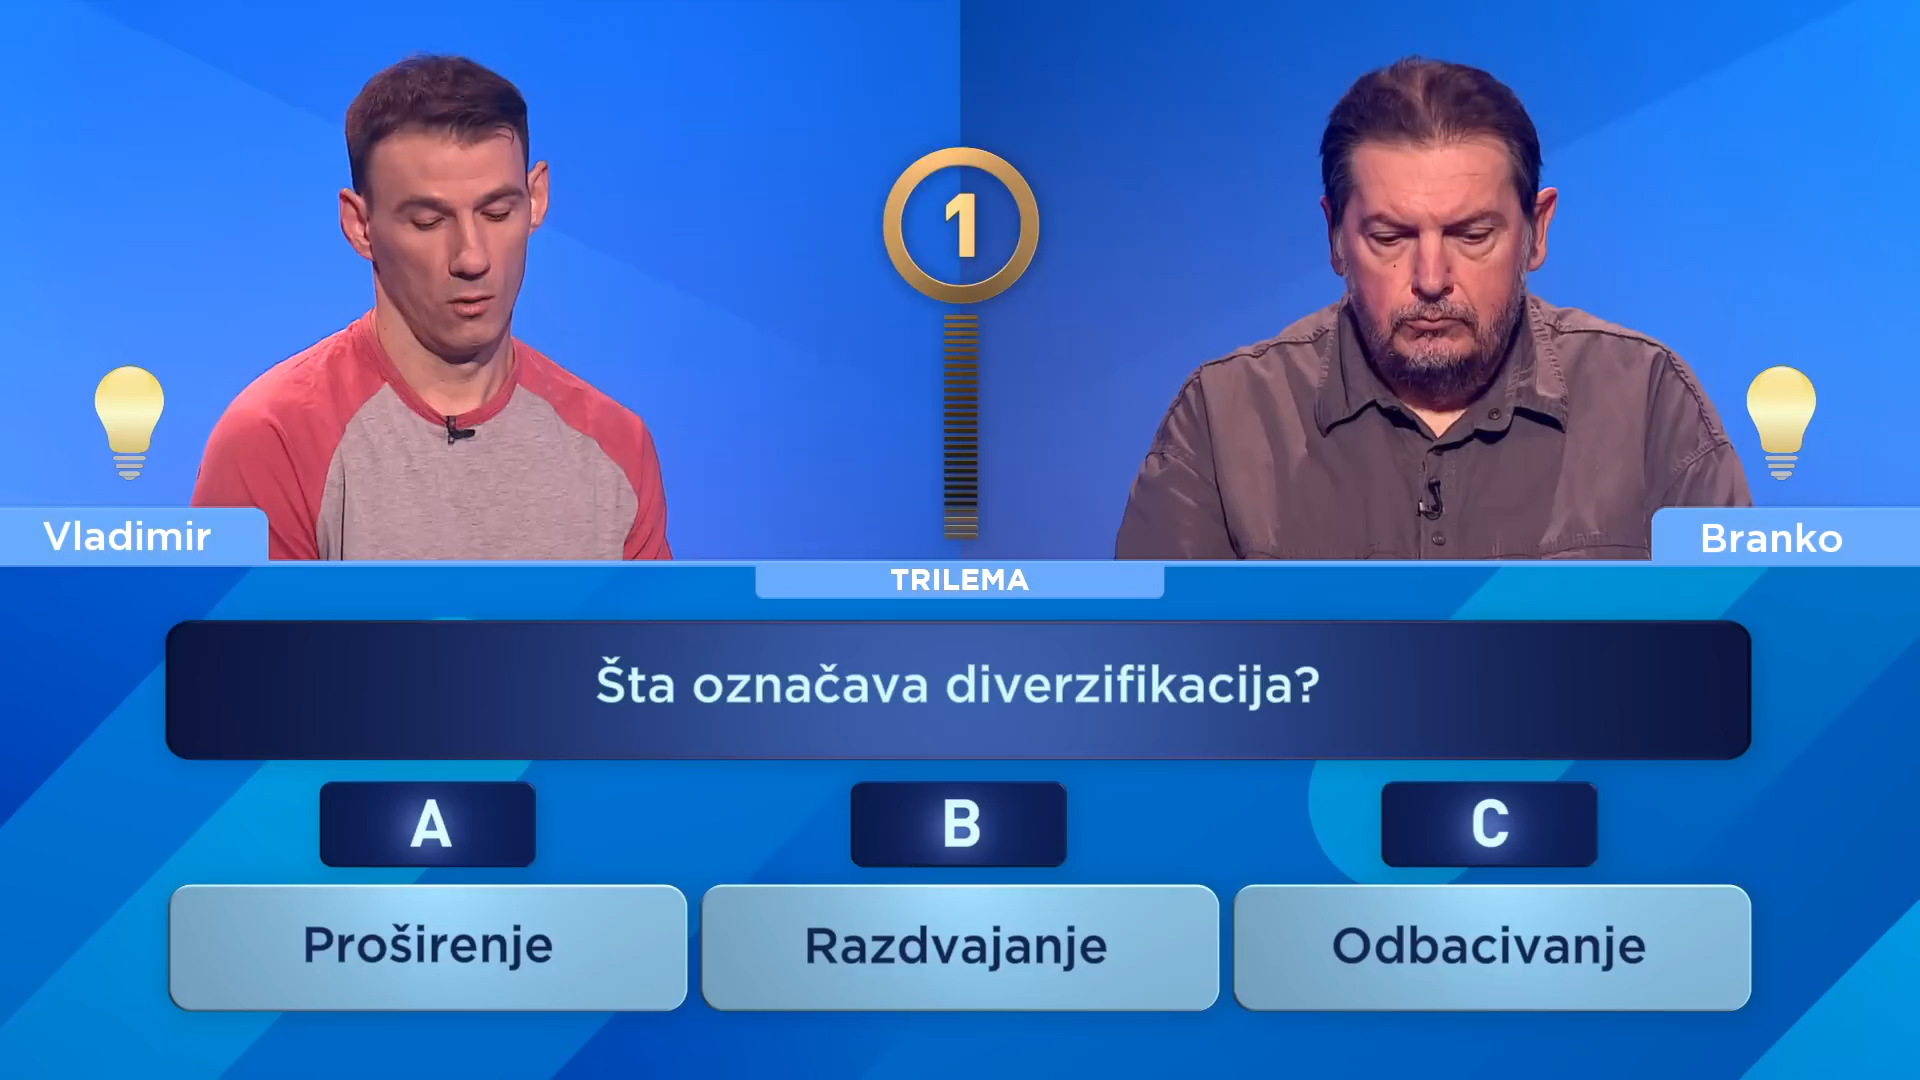 1
Vladimir
Branko
TRILEMA
Šta označava diverzifikacija?
A
B
C
Proširenje
Razdvajanje
Odbacivanje